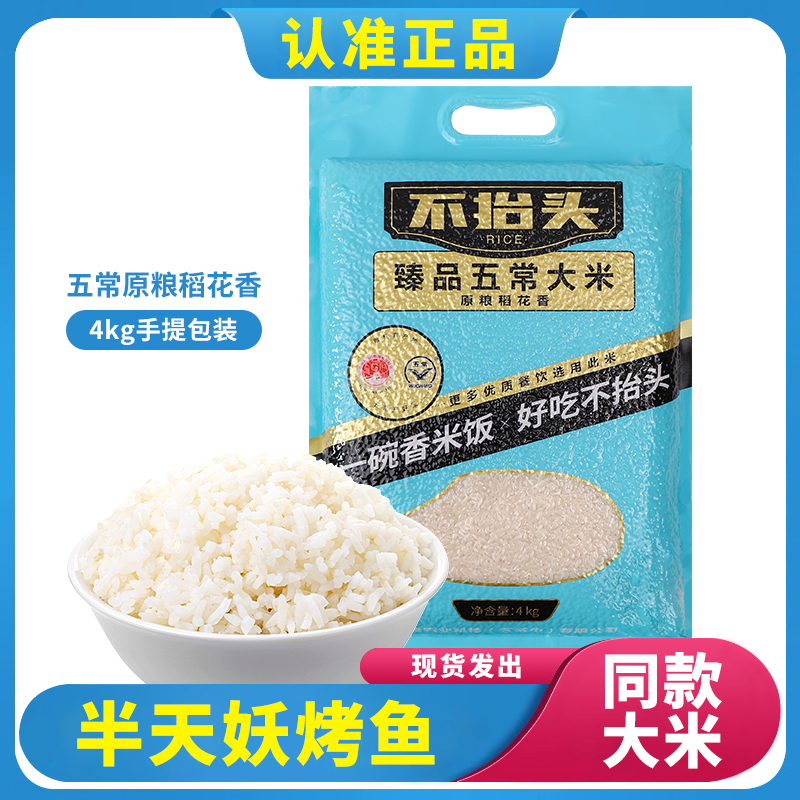 认准正品
不抬头
RICE
臻品五常大米
原粮稻花香
五常原粮稻花香
4kg手提包装
五常
更多优质餐饮选用此米
一碗香米饭 × 好吃不抬头
净含量:4kg
现货发出
半天妖烤鱼
同款
大米